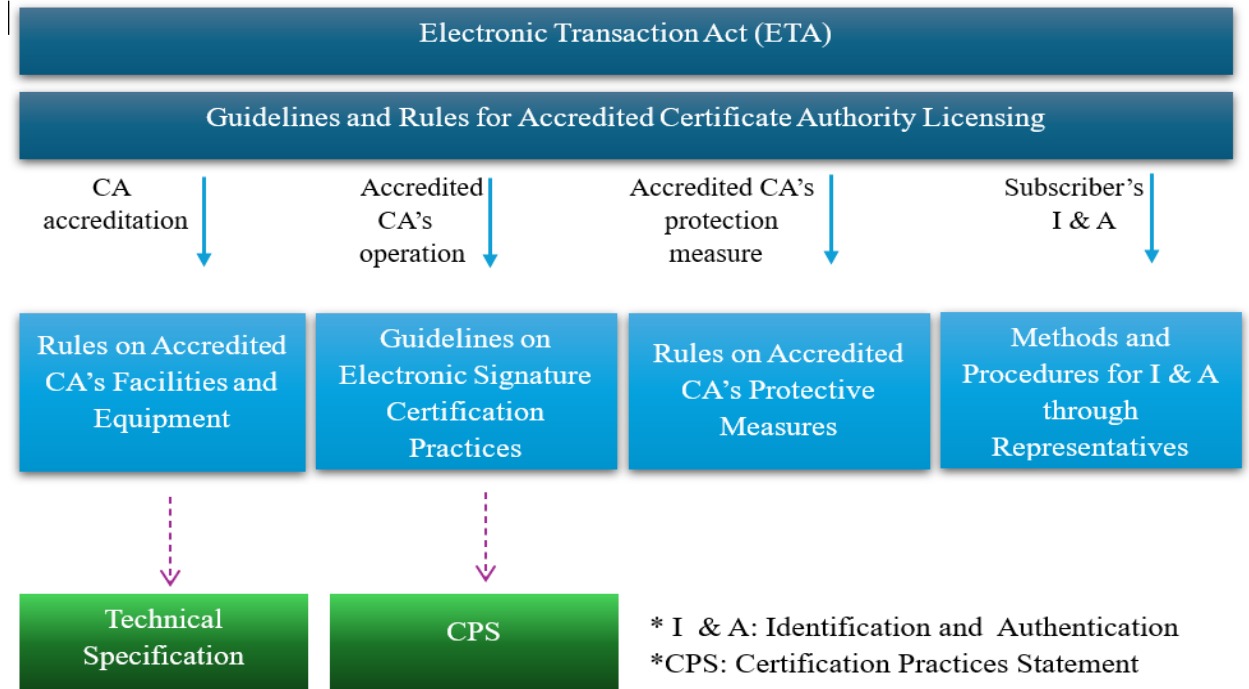 Electronic Transaction Act (ETA)
Guidelines and Rules for Accredited Certificate Authority Licensing
CA
accreditation
Accredited
CA's
operation
Accredited CA's
protection
measure
Subscriber's
I & A
Rules on Accredited
CA's Facilities and
Equipment
Guidelines on
Electronic Signature
Certification
Practices
Rules on Accredited
CA's Protective
Measures
Methods and
Procedures for I & A
through
Representatives
Technical
Specification
CPS
* I & A: Identification and Authentication
*CPS: Certification Practices Statement